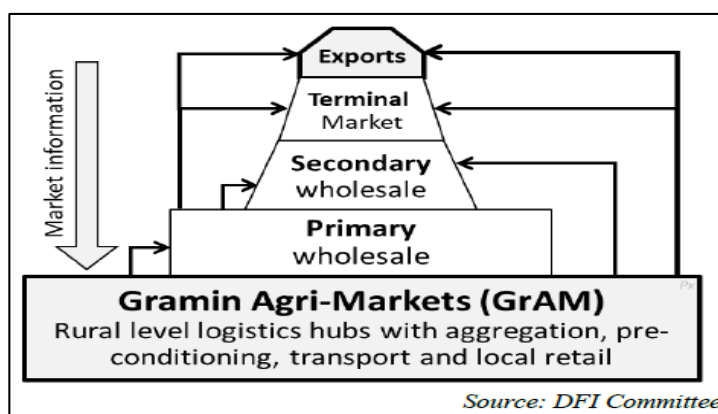 Exports
Terminal
Market
Market information
Secondary
wholesale
Primary
wholesale
Px
Gramin Agri-Markets (GrAM)
Rural level logistics hubs with aggregation, pre-
conditioning, transport and local retail
Source: DFI Committee